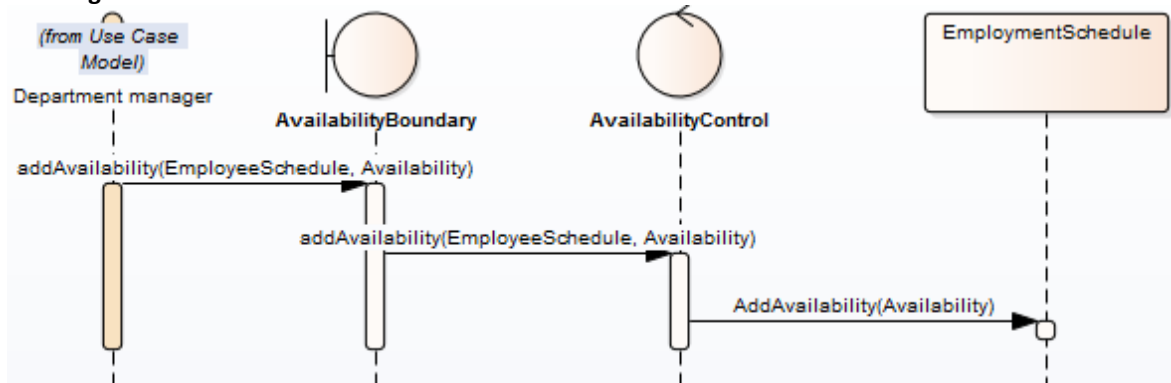 (from Use Case
Model)
Department manager
AvailabilityBoundary
AvailabilityControl
EmploymentSchedule
addAvailability(EmployeeSchedule, Availability)
addAvailability(EmployeeSchedule, Availability)
AddAvailability(Availability)